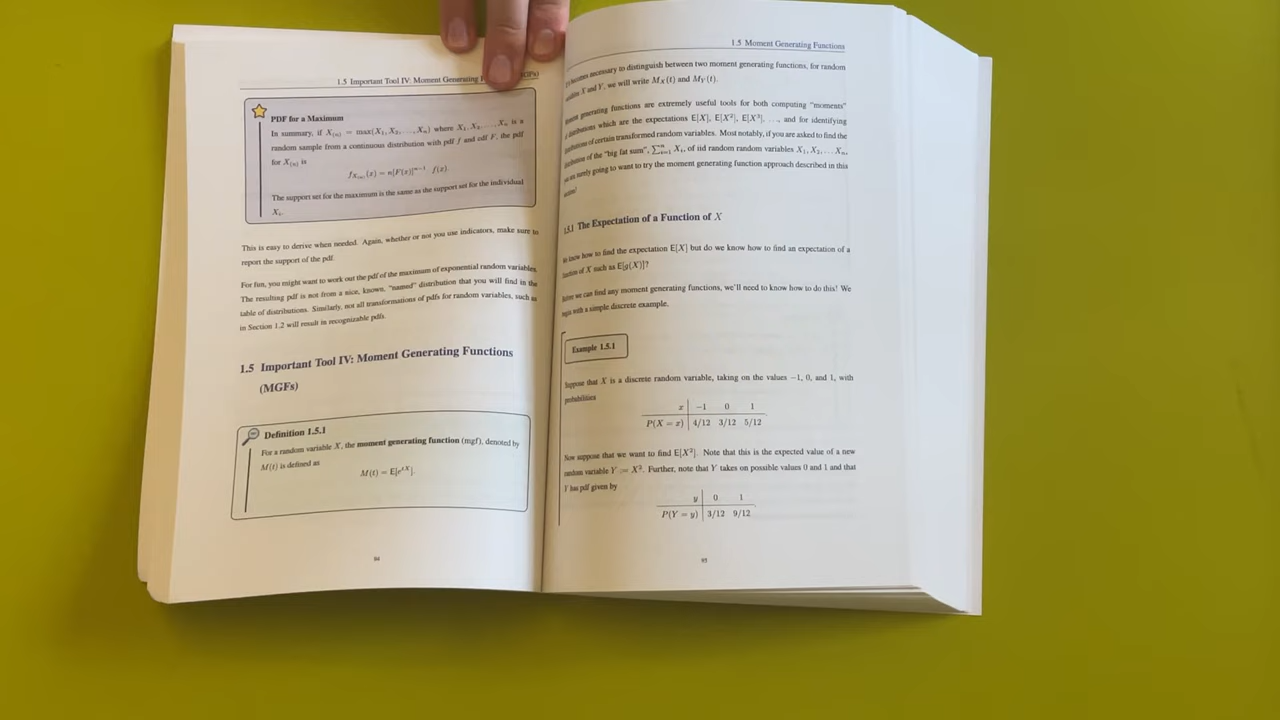 1.5 Important Tool IV: Moment Generating MGFs)
PDF for a Maximum
In summary, if X₍ₙ₎ = max(X₁, X₂, . . . , Xₙ) where X₁, X₂, . . . , Xₙ is a
random sample from a continuous distribution with pdf f and cdf F, the pdf
for X₍ₙ₎ is
f_{X₍ₙ₎}(x) = n[F(x)]ⁿ⁻¹ f(x).
The support set for the maximum is the same as the support set for the individual
Xᵢ.
This is easy to derive when needed. Again, whether or not you use indicators, make sure to
report the support of the pdf.
For fun, you might want to work out the pdf of the maximum of exponential random variables.
The resulting pdf is not from a nice, known, "named" distribution that you will find in the
table of distributions. Similarly, not all transformations of pdfs for random variables, such as
in Section 1.2 will result in recognizable pdfs.
1.5 Important Tool IV: Moment Generating Functions
(MGFs)
Definition 1.5.1
For a random variable X, the moment generating function (mgf), denoted by
M(t) is defined as
M(t) = E[eᵗˣ].
94
1.5 Moment Generating Functions
necessary to distinguish between two moment generating functions, for random
X and Y, we will write M_X(t) and M_Y(t).
generating functions are extremely useful tools for both computing "moments"
which are the expectations E[X], E[X²], E[X³], . . ., and for identifying
of certain transformed random variables. Most notably, if you are asked to find the
of the "big fat sum", ∑ⁿᵢ₌₁ Xᵢ, of iid random random variables X₁, X₂, . . . Xₙ,
surely going to want to try the moment generating function approach described in this
1.5.1 The Expectation of a Function of X
know how to find the expectation E[X] but do we know how to find an expectation of a
of X such as E[g(X)]?
we can find any moment generating functions, we'll need to know how to do this! We
with a simple discrete example.
Example 1.5.1
Suppose that X is a discrete random variable, taking on the values −1, 0, and 1, with
probabilities
x −1 0 1
P(X = x) 4/12 3/12 5/12
Now suppose that we want to find E[X²]. Note that this is the expected value of a new
random variable Y := X². Further, note that Y takes on possible values 0 and 1 and that
Y has pdf given by
y 0 1
P(Y = y) 3/12 9/12
95